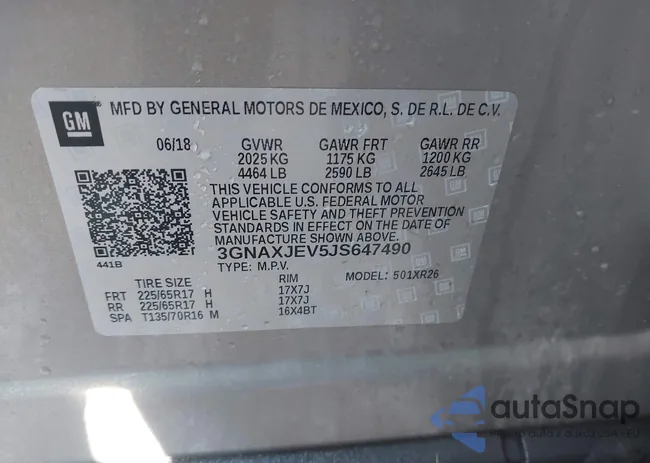 GM
MFD BY GENERAL MOTORS DE MEXICO, S. DE R.L. DE C.V.
06/18 GVWR GAWR FRT GAWR RR
2025 KG 1175 KG 1200 KG
4464 LB 2590 LB 2645 LB
THIS VEHICLE CONFORMS TO ALL
APPLICABLE U.S. FEDERAL MOTOR
VEHICLE SAFETY AND THEFT PREVENTION
STANDARDS IN EFFECT ON THE DATE OF
MANUFACTURE SHOWN ABOVE.
3GNAXJEV5JS647490
441B TYPE: M.P.V. MODEL: 501XR26
TIRE SIZE RIM
FRT 225/65R17 H 17X7J
RR 225/65R17 H 17X7J
SPA T135/70R16 M 16X4BT
autaSnap